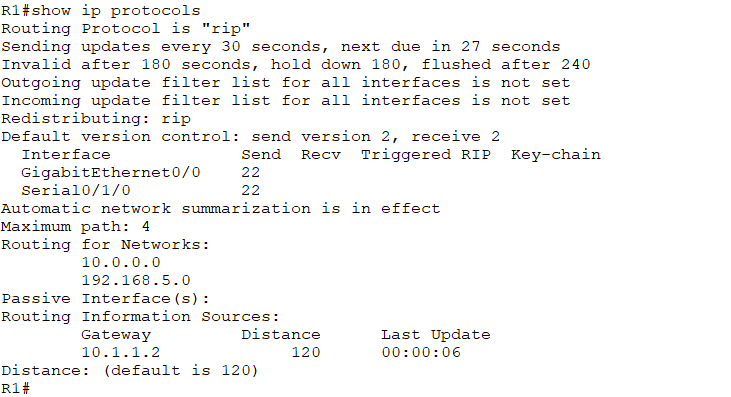 R1#show ip protocols
Routing Protocol is "rip"
Sending updates every 30 seconds, next due in 27 seconds
Invalid after 180 seconds, hold down 180, flushed after 240
Outgoing update filter list for all interfaces is not set
Incoming update filter list for all interfaces is not set
Redistributing: rip
Default version control: send version 2, receive 2
  Interface             Send  Recv  Triggered RIP  Key-chain
  GigabitEthernet0/0    22
  Serial0/1/0           22
Automatic network summarization is in effect
Maximum path: 4
Routing for Networks:
        10.0.0.0
        192.168.5.0
Passive Interface(s):
Routing Information Sources:
        Gateway         Distance      Last Update
        10.1.1.2             120      00:00:06
Distance: (default is 120)
R1#